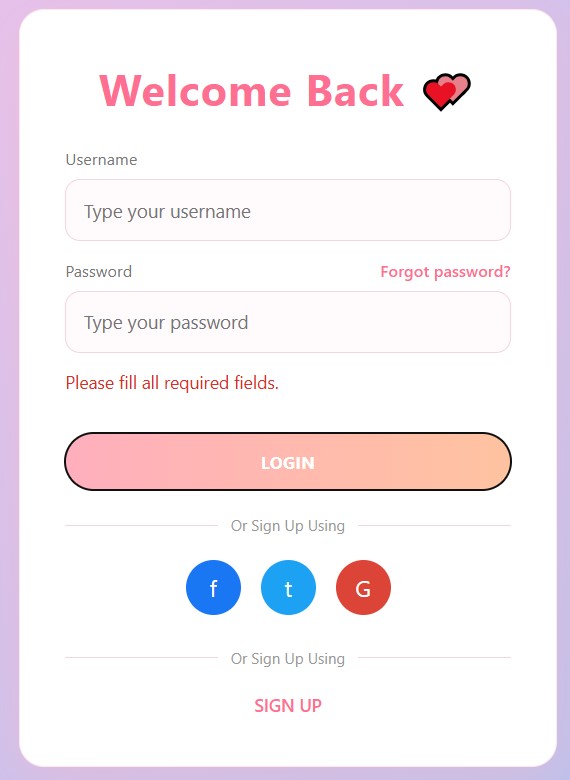 Welcome Back
Username
Type your username
Password Forgot password?
Type your password
Please fill all required fields.
LOGIN
Or Sign Up Using
f t G
Or Sign Up Using
SIGN UP